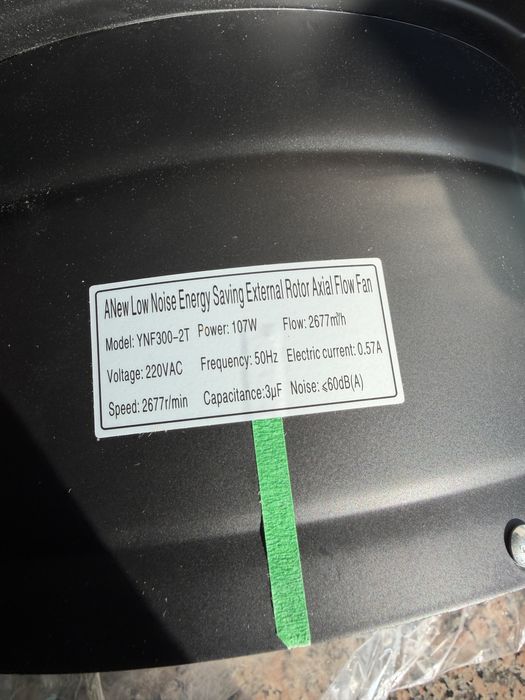 ANew Low Noise Energy Saving External Rotor Axial Flow Fan
Model: YNF300-2T Power: 107W Flow: 2677m³/h
Voltage: 220VAC Frequency: 50Hz Electric current: 0.57A
Speed: 2677r/min Capacitance:3μF Noise: ≤60dB(A)